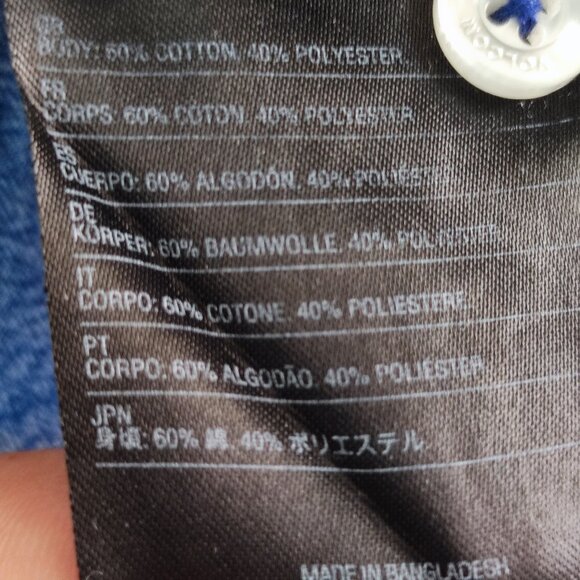 VOLCOM
GB
BODY: 60% COTTON. 40% POLYESTER.
FR
CORPS: 60% COTON. 40% POLYESTER.
ES
CUERPO: 60% ALGODÓN. 40% POLIÉSTER.
DE
KÖRPER: 60% BAUMWOLLE. 40% POLYESTER.
IT
CORPO: 60% COTONE. 40% POLIESTERE.
PT
CORPO: 60% ALGODÃO. 40% POLIÉSTER.
JPN
身頃: 60% 綿. 40% ポリエステル.
MADE IN BANGLADESH